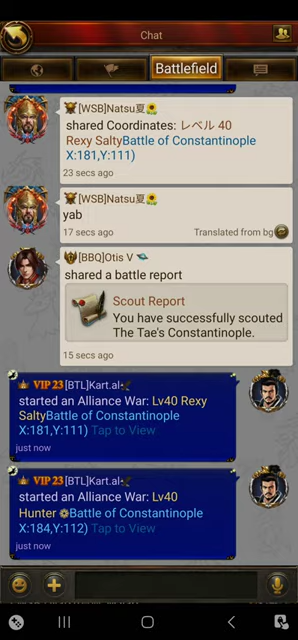 Chat
Battlefield
[WSB]Natsu夏🌻
shared Coordinates: レベル 40
Rexy SaltyBattle of Constantinople
X:181,Y:111)
23 secs ago
[WSB]Natsu夏🌻
yab
17 secs ago
Translated from bg
[BBQ]Otis V
shared a battle report
Scout Report
You have successfully scouted
The Tae's Constantinople.
15 secs ago
VIP 23 [BTL]Kart.al
started an Alliance War: Lv40 Rexy
SaltyBattle of Constantinople
X:181,Y:111) Tap to View
just now
VIP 23 [BTL]Kart.al
started an Alliance War: Lv40
Hunter Battle of Constantinople
X:184,Y:112) Tap to View
just now